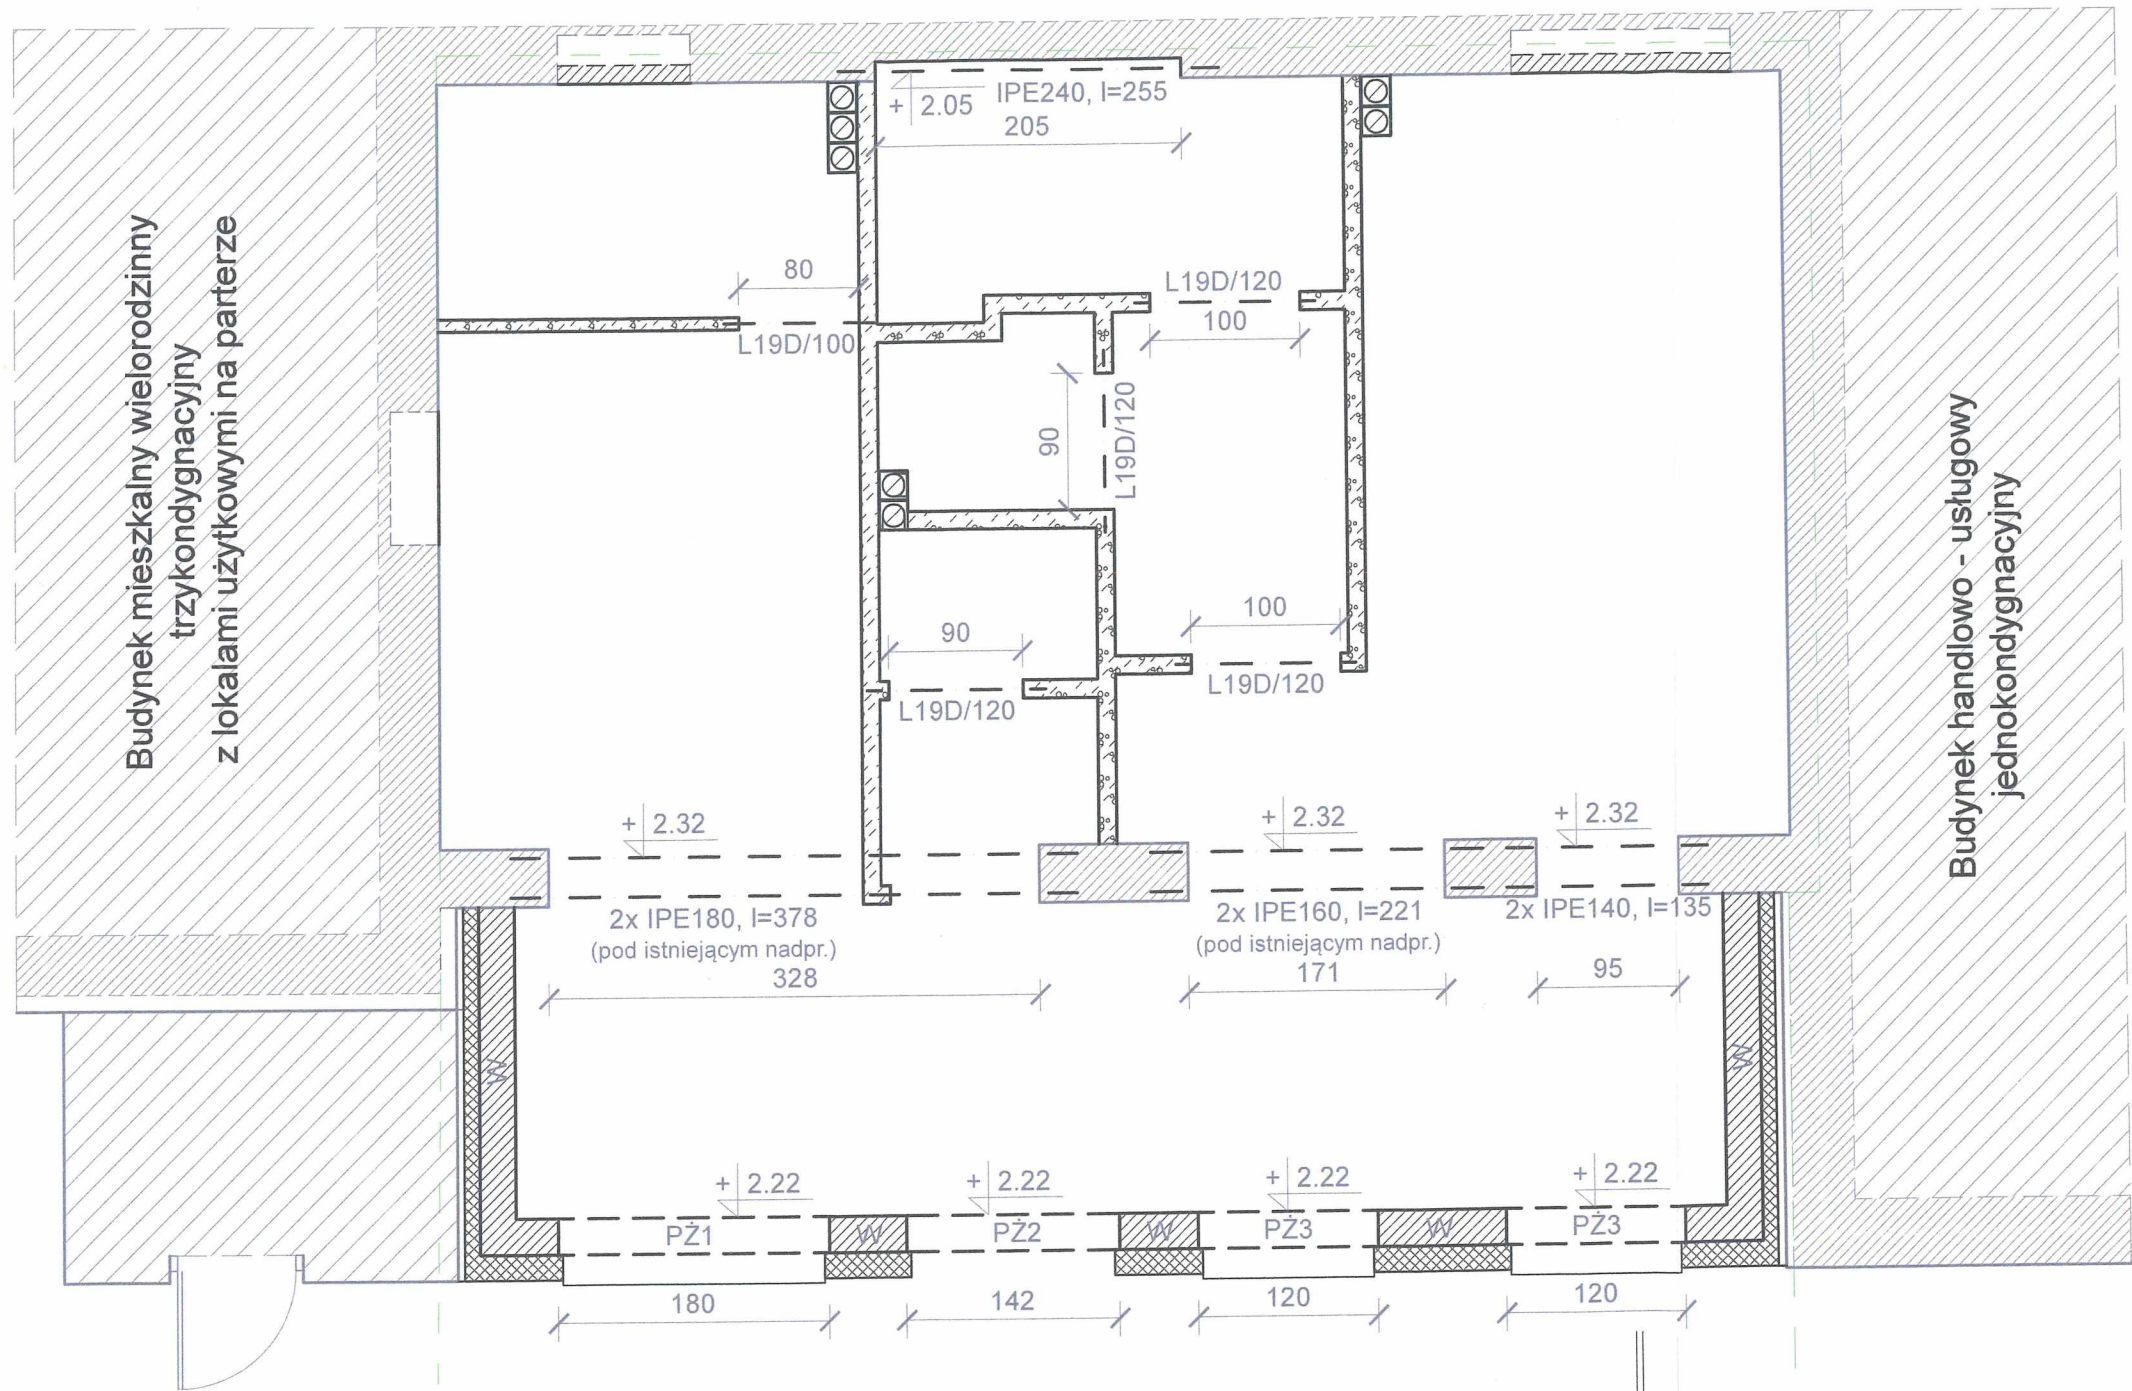 IPE240, l=255
+ 2.05
205
80
L19D/120
100
L19D/100
Budynek mieszkalny wielorodzinny
trzykondygnacyjny
z lokalami użytkowymi na parterze
90
L19D/120
Budynek handlowo - usługowy
jednokondygnacyjny
100
90
L19D/120
L19D/120
+ 2.32
+ 2.32
+ 2.32
2x IPE180, l=378
(pod istniejącym nadpr.)
328
2x IPE160, l=221
(pod istniejącym nadpr.)
171
2x IPE140, l=135
95
W
W
+ 2.22
+ 2.22
+ 2.22
+ 2.22
PŻ1
W
PŻ2
W
PŻ3
W
PŻ3
180
142
120
120